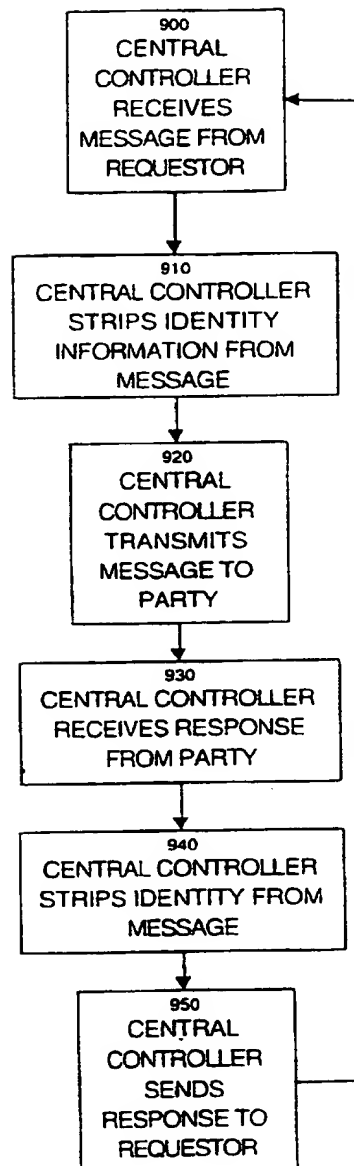 900
CENTRAL
CONTROLLER
RECEIVES
MESSAGE FROM
REQUESTOR
910
CENTRAL CONTROLLER
STRIPS IDENTITY
INFORMATION FROM
MESSAGE
920
CENTRAL
CONTROLLER
TRANSMITS
MESSAGE TO
PARTY
930
CENTRAL CONTROLLER
RECEIVES RESPONSE
FROM PARTY
940
CENTRAL CONTROLLER
STRIPS IDENTITY FROM
MESSAGE
950
CENTRAL
CONTROLLER
SENDS
RESPONSE TO
REQUESTOR